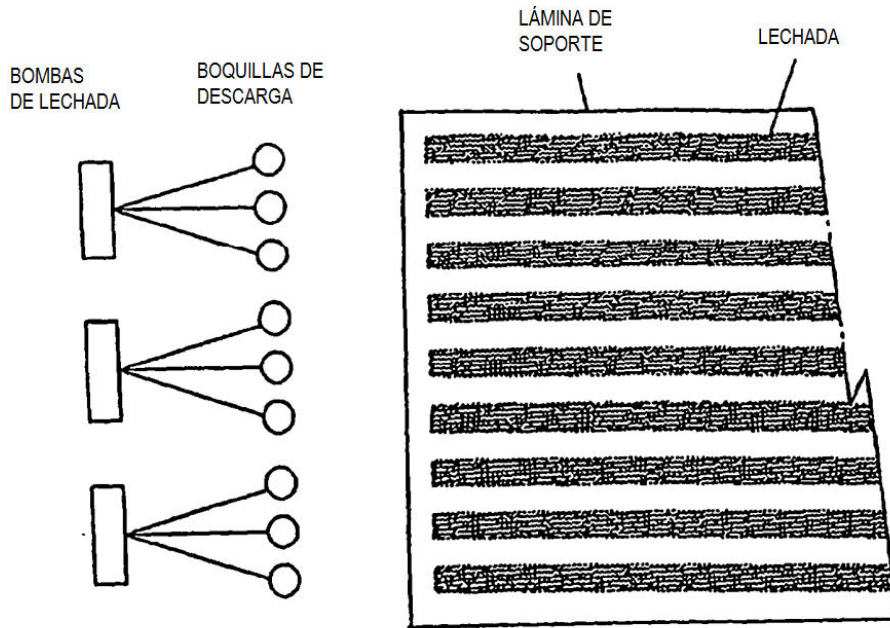 BOMBAS
DE LECHADA
BOQUILLAS DE
DESCARGA
LÁMINA DE
SOPORTE
LECHADA